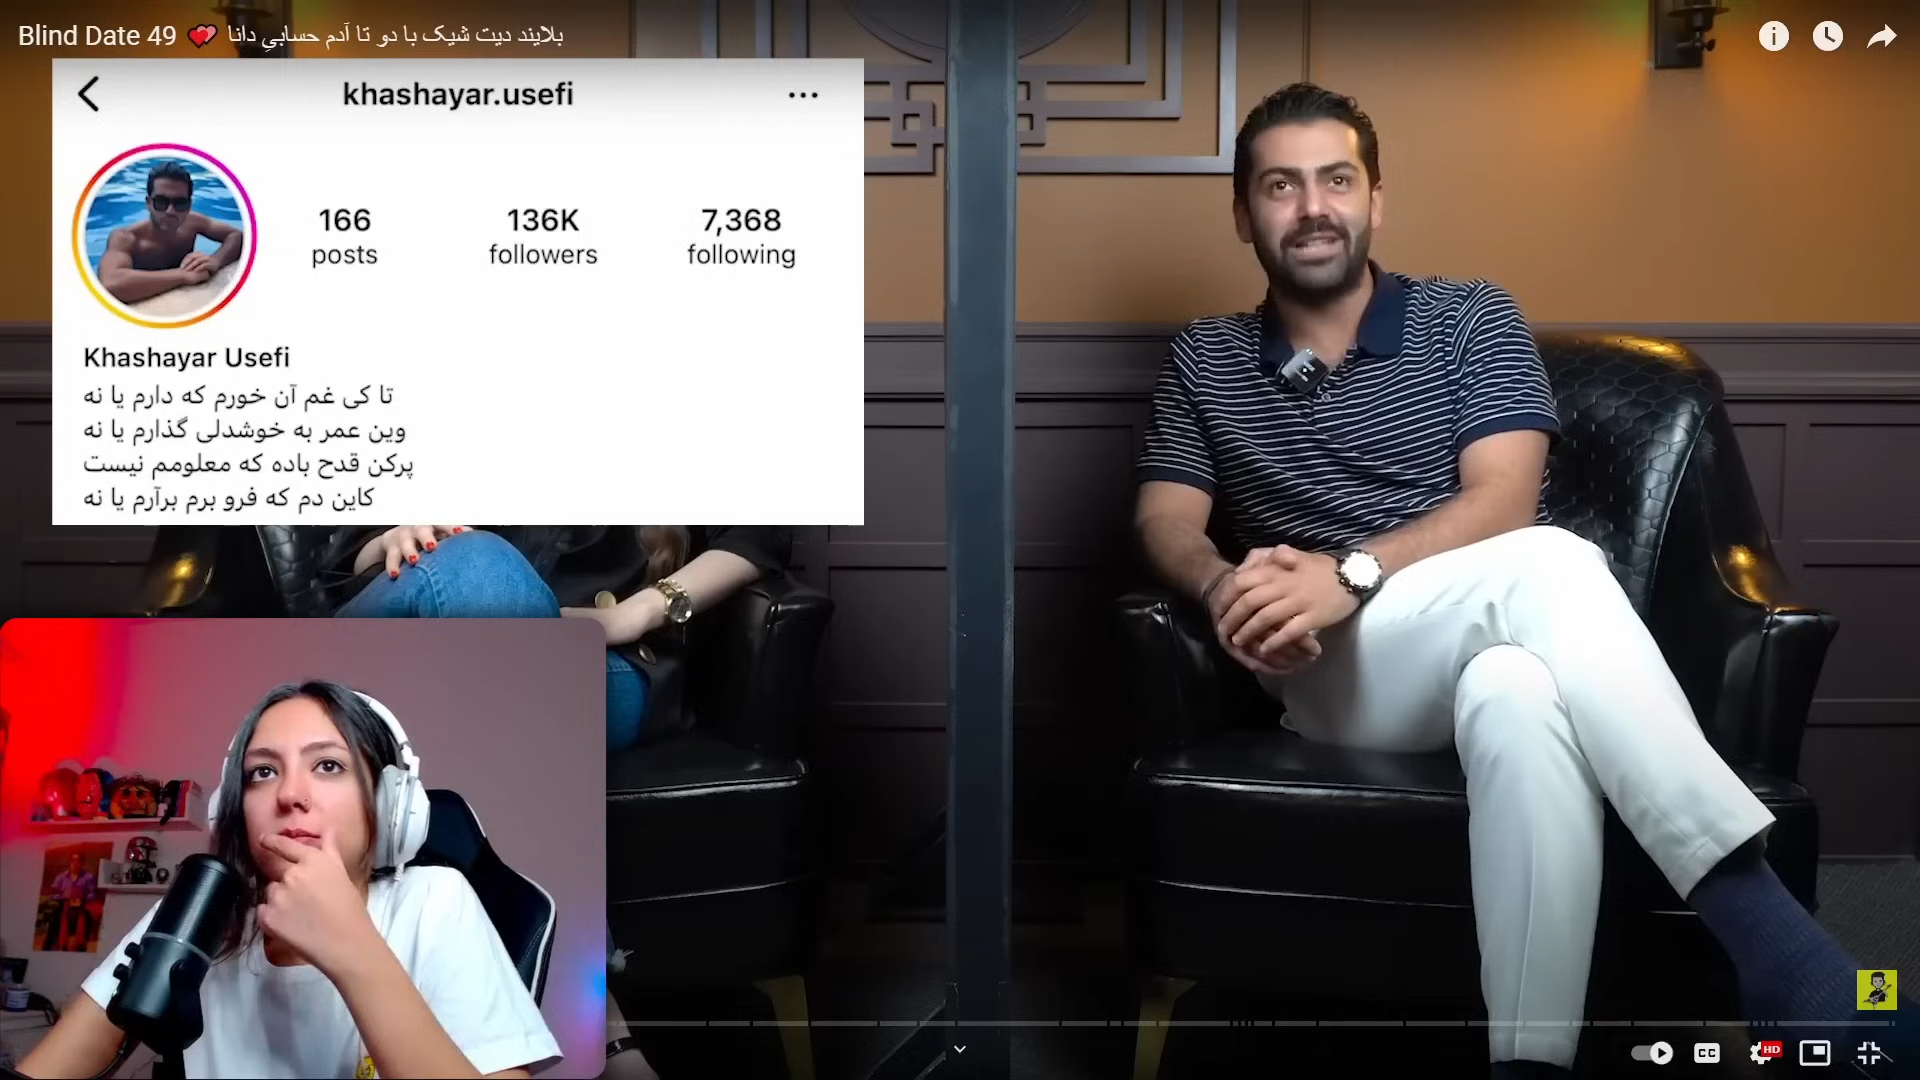 Blind Date 49 💞 بلایند دیت شیک با دو تا آدم حسابیِ دانا
khashayar.usefi
166
posts
136K
followers
7,368
following
Khashayar Usefi
تا کی غم آن خورم که دارم یا نه
وین عمر به خوشدلی گذارم یا نه
پرکن قدح باده که معلومم نیست
کاین دم که فرو برم برآرم یا نه
CC
HD